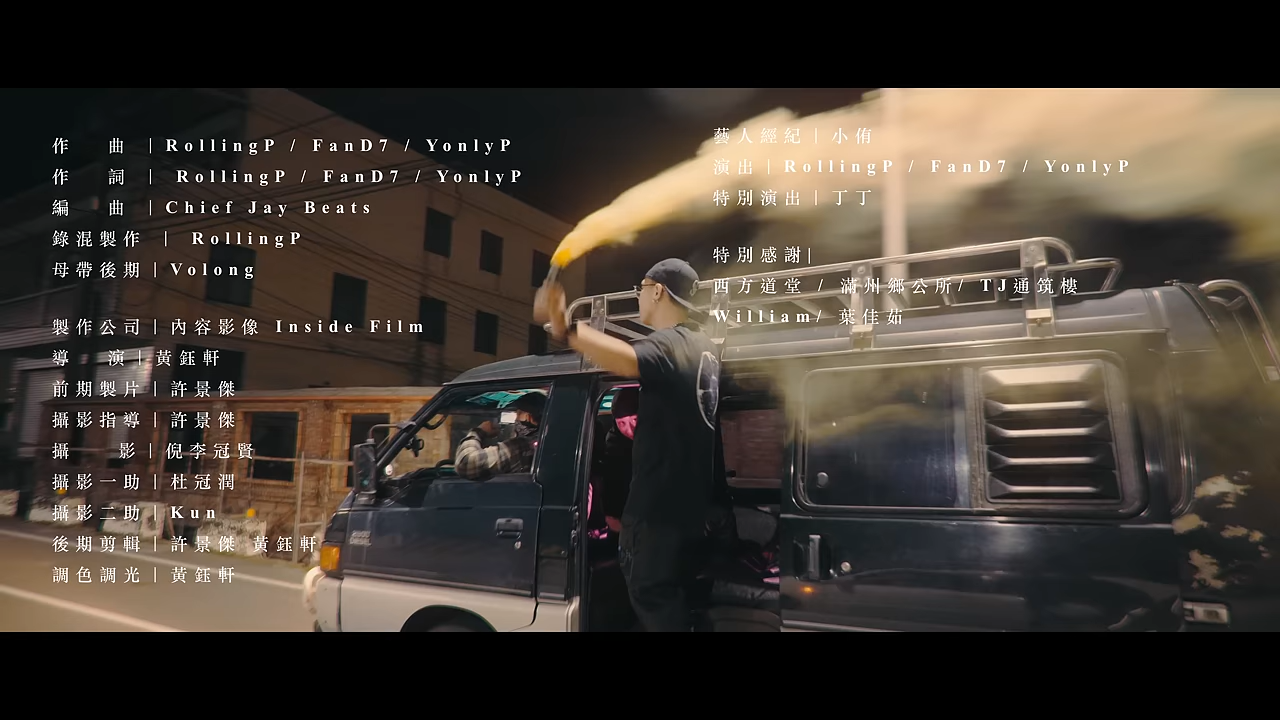 作 曲 | RollingP / FanD7 / YonlyP
作 詞 | RollingP / FanD7 / YonlyP
編 曲 | Chief Jay Beats
錄混製作 | RollingP
母帶後期 | Volong
製作公司 | 內容影像 Inside Film
導 演 | 黃鈺軒
前期製片 | 許景傑
攝影指導 | 許景傑
攝 影 | 倪李冠賢
攝影一助 | 杜冠潤
攝影二助 | Kun
後期剪輯 | 許景傑 黃鈺軒
調色調光 | 黃鈺軒
藝人經紀 | 小侑
演出 | RollingP / FanD7 / YonlyP
特別演出 | 丁丁
特別感謝|
西方道堂 / 滿州鄉公所/ TJ通筑樓
William/ 葉佳茹